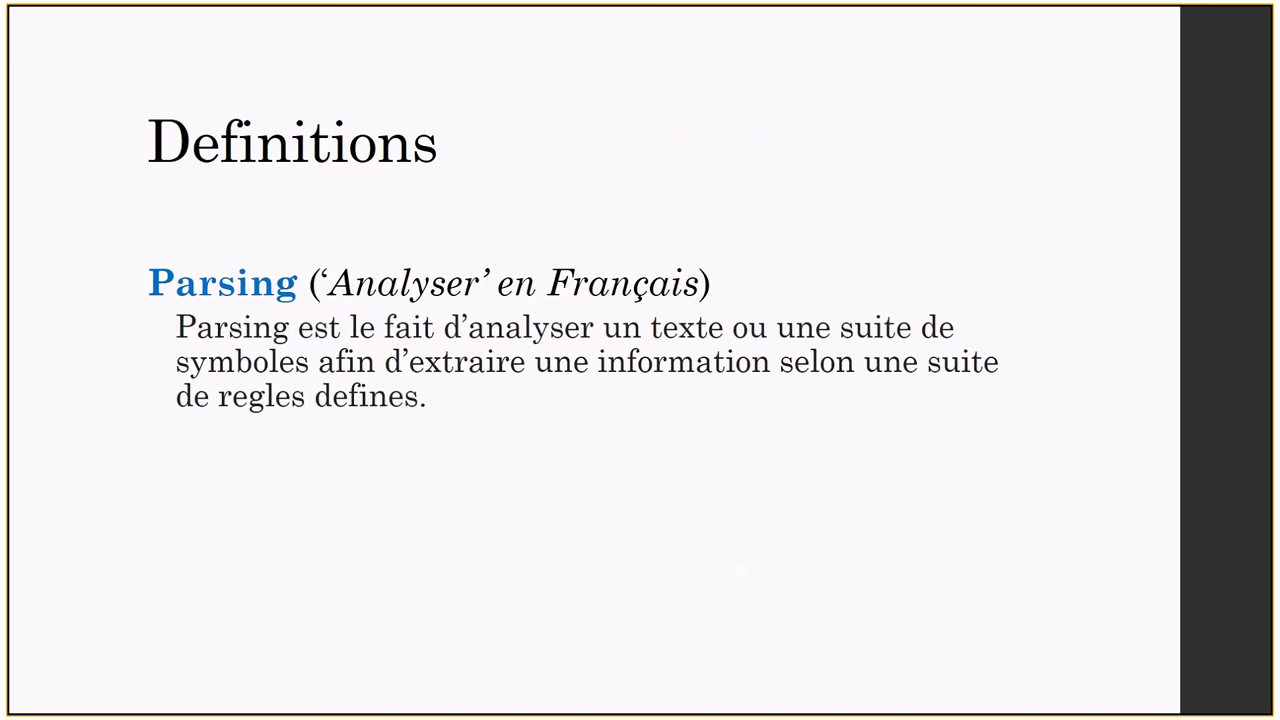 Definitions
Parsing (‘Analyser’ en Français)
Parsing est le fait d’analyser un texte ou une suite de
symboles afin d’extraire une information selon une suite
de regles defines.